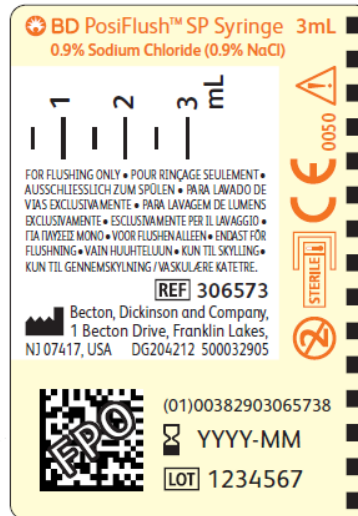 BD PosiFlush™ SP Syringe 3mL
0.9% Sodium Chloride (0.9% NaCl)
1 2 3 mL
FOR FLUSHING ONLY • POUR RINÇAGE SEULEMENT •
AUSSCHLIESSLICH ZUM SPÜLEN • PARA LAVADO DE
VIAS EXCLUSIVAMENTE • PARA LAVAGEM DE LUMENS
EXCLUSIVAMENTE • ESCLUSIVAMENTE PER IL LAVAGGIO •
ΓΙΑ ΠΛΥΣΕΙΣ ΜΟΝΟ • VOOR FLUSHEN ALLEEN • ENDAST FÖR
FLUSHNING • VAIN HUUHTELUUN • KUN TIL SKYLLING •
KUN TIL GENNEMSKYLNING / VASKULÆRE KATETRE.
REF 306573
Becton, Dickinson and Company,
1 Becton Drive, Franklin Lakes,
NJ 07417, USA DG204212 500032905
CE 0050
STERILE
2
FPO
(01)00382903065738
YYYY-MM
LOT 1234567